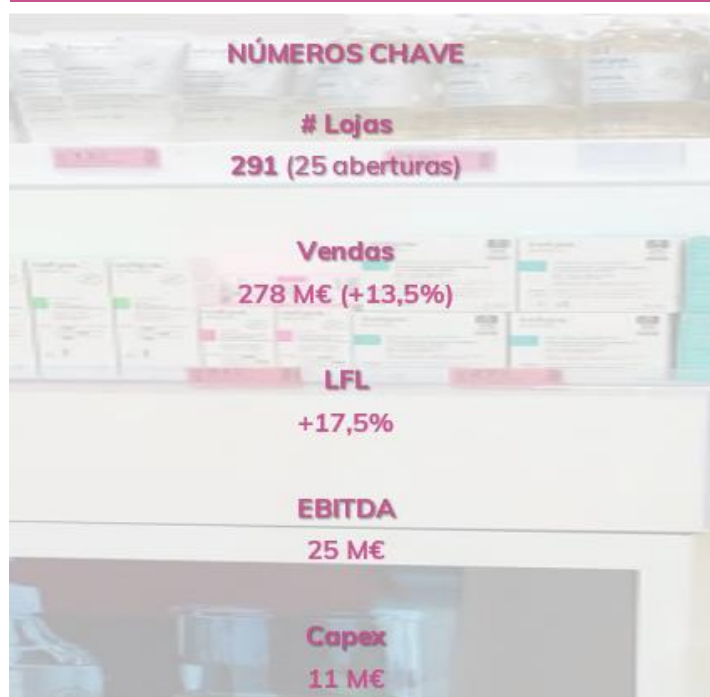 NÚMEROS CHAVE
# Lojas
291 (25 aberturas)
Vendas
278 M€ (+13,5%)
LFL
+17,5%
EBITDA
25 M€
Capex
11 M€